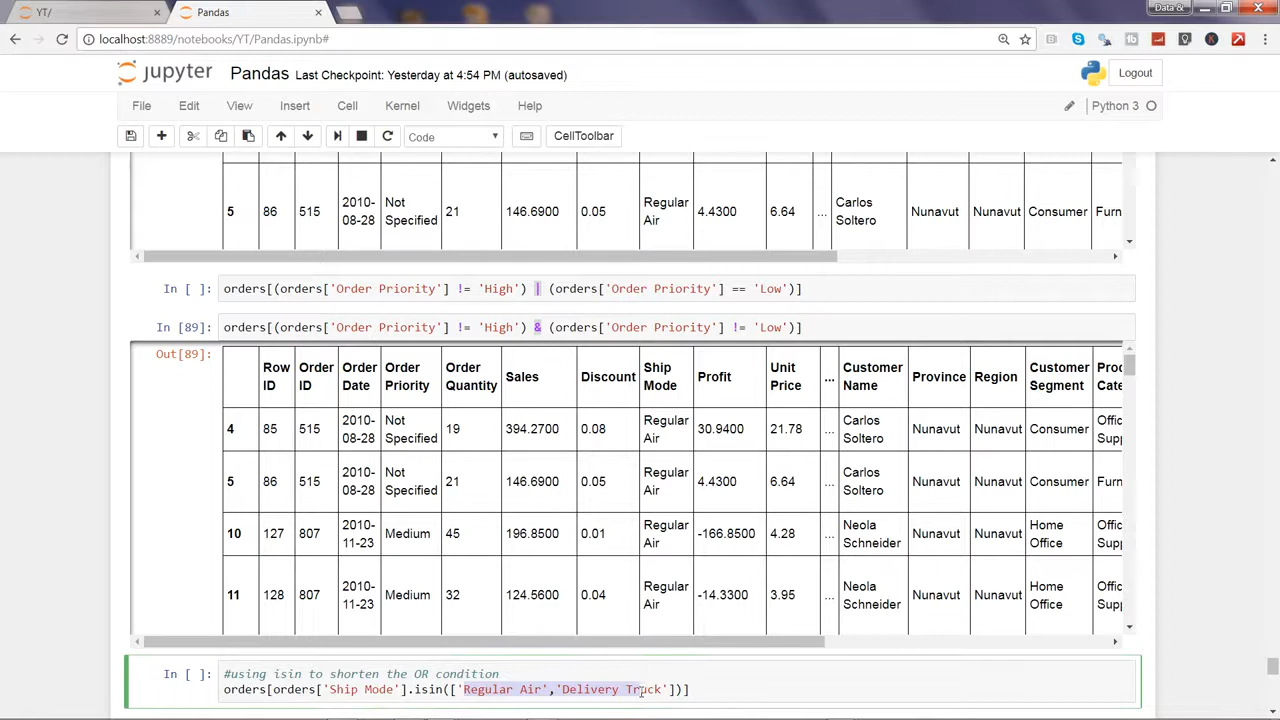 YT/
Pandas
Data &
localhost:8889/notebooks/YT/Pandas.ipynb#
jupyter Pandas Last Checkpoint: Yesterday at 4:54 PM (autosaved)
Logout
File Edit View Insert Cell Kernel Widgets Help
Python 3
Code
CellToolbar
5 86 515 2010-08-28 Not Specified 21 146.6900 0.05 Regular Air 4.4300 6.64 ... Carlos Soltero Nunavut Nunavut Consumer Furn
In [ ]: orders[(orders['Order Priority'] != 'High') | (orders['Order Priority'] == 'Low')]
In [89]: orders[(orders['Order Priority'] != 'High') & (orders['Order Priority'] != 'Low')]
Out[89]:
Row ID Order ID Order Date Order Priority Order Quantity Sales Discount Ship Mode Profit Unit Price ... Customer Name Province Region Customer Segment Proc Cate
4 85 515 2010-08-28 Not Specified 19 394.2700 0.08 Regular Air 30.9400 21.78 ... Carlos Soltero Nunavut Nunavut Consumer Offic Supp
5 86 515 2010-08-28 Not Specified 21 146.6900 0.05 Regular Air 4.4300 6.64 ... Carlos Soltero Nunavut Nunavut Consumer Furn
10 127 807 2010-11-23 Medium 45 196.8500 0.01 Regular Air -166.8500 4.28 ... Neola Schneider Nunavut Nunavut Home Office Offic Supp
11 128 807 2010-11-23 Medium 32 124.5600 0.04 Regular Air -14.3300 3.95 ... Neola Schneider Nunavut Nunavut Home Office Offic Supp
In [ ]: #using isin to shorten the OR condition
orders[orders['Ship Mode'].isin(['Regular Air','Delivery Truck'])]